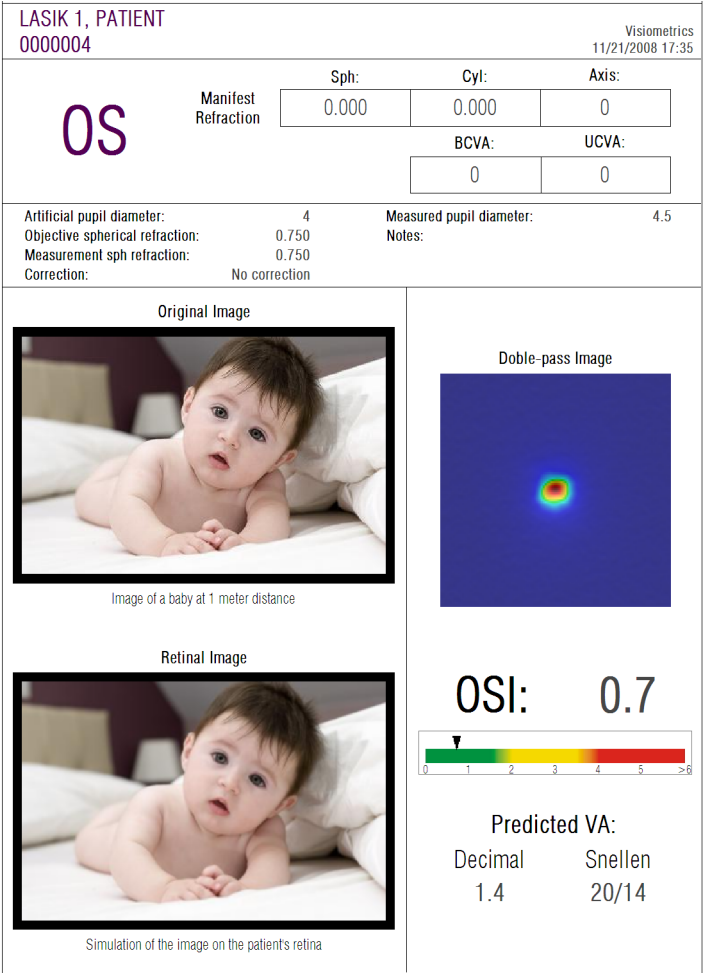 LASIK 1, PATIENT
0000004
Visiometrics
11/21/2008 17:35
OS
Manifest
Refraction
Sph: Cyl: Axis:
0.000 0.000 0
BCVA: UCVA:
0 0
Artificial pupil diameter: 4
Objective spherical refraction: 0.750
Measurement sph refraction: 0.750
Correction: No correction
Measured pupil diameter: 4.5
Notes:
Original Image
Image of a baby at 1 meter distance
Retinal Image
Simulation of the image on the patient's retina
Doble-pass Image
OSI: 0.7
0 1 2 3 4 5 >6
Predicted VA:
Decimal Snellen
1.4 20/14